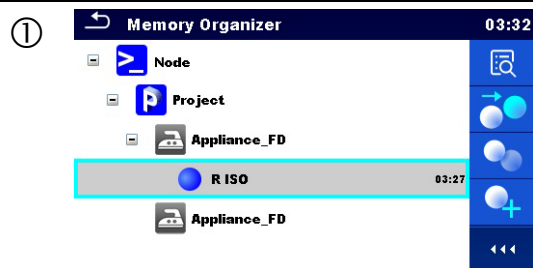 ①
Memory Organizer 03:32
Node
Project
Appliance_FD
R ISO 03:27
Appliance_FD